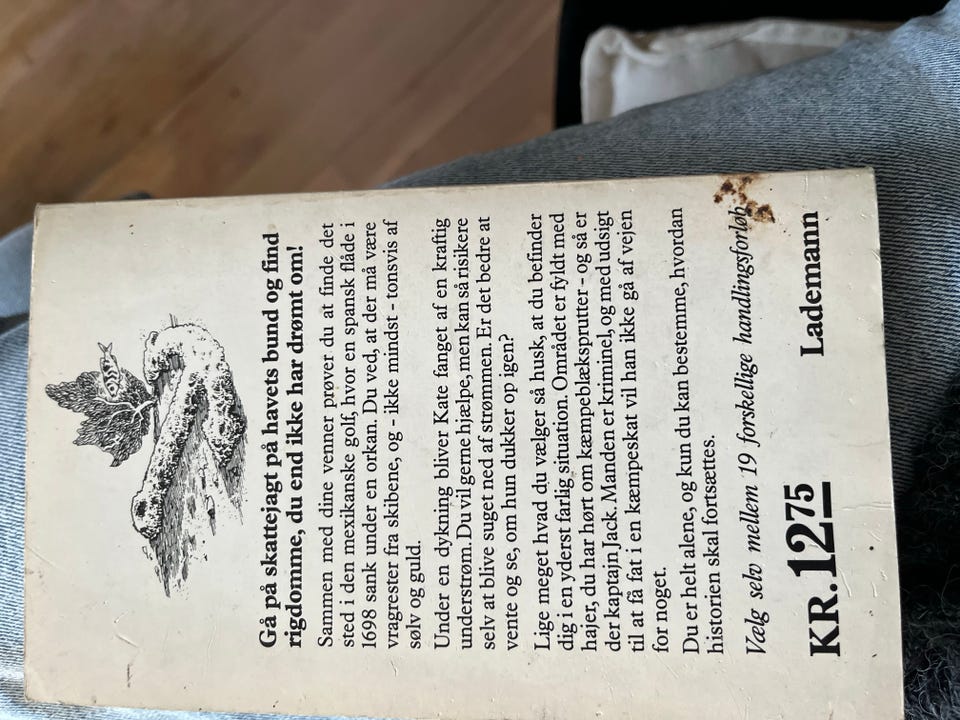 Gå på skattejagt på havets bund og find
rigdomme, du end ikke har drømt om!
Sammen med dine venner prøver du at finde det
sted i den mexikanske golf, hvor en spansk flåde i
1698 sank under en orkan. Du ved, at der må være
vragrester fra skibene, og - ikke mindst - tonsvis af
sølv og guld.
Under en dykning bliver Kate fanget af en kraftig
understrøm. Du vil gerne hjælpe, men kan så risikere
selv at blive suget ned af strømmen. Er det bedre at
vente og se, om hun dukker op igen?
Lige meget hvad du vælger så husk, at du befinder
dig i en yderst farlig situation. Området er fyldt med
hajer, du har hørt om kæmpeblæksprutter - og så er
der kaptajn Jack. Manden er kriminel, og med udsigt
til at få fat i en kæmpeskat vil han ikke gå af vejen
for noget.
Du er helt alene, og kun du kan bestemme, hvordan
historien skal fortsættes.
Vælg selv mellem 19 forskellige handlingsforløb.
KR. 12.75 Lademann